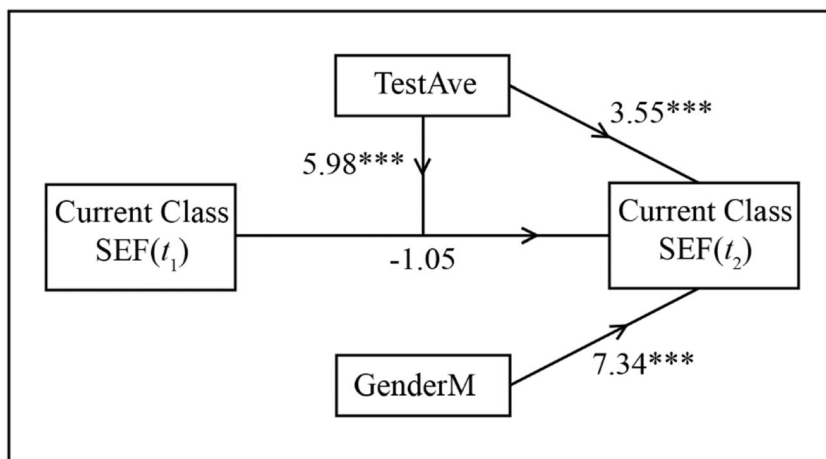 TestAve
3.55***
5.98***
Current Class
SEF(t₁)
-1.05
Current Class
SEF(t₂)
GenderM
7.34***